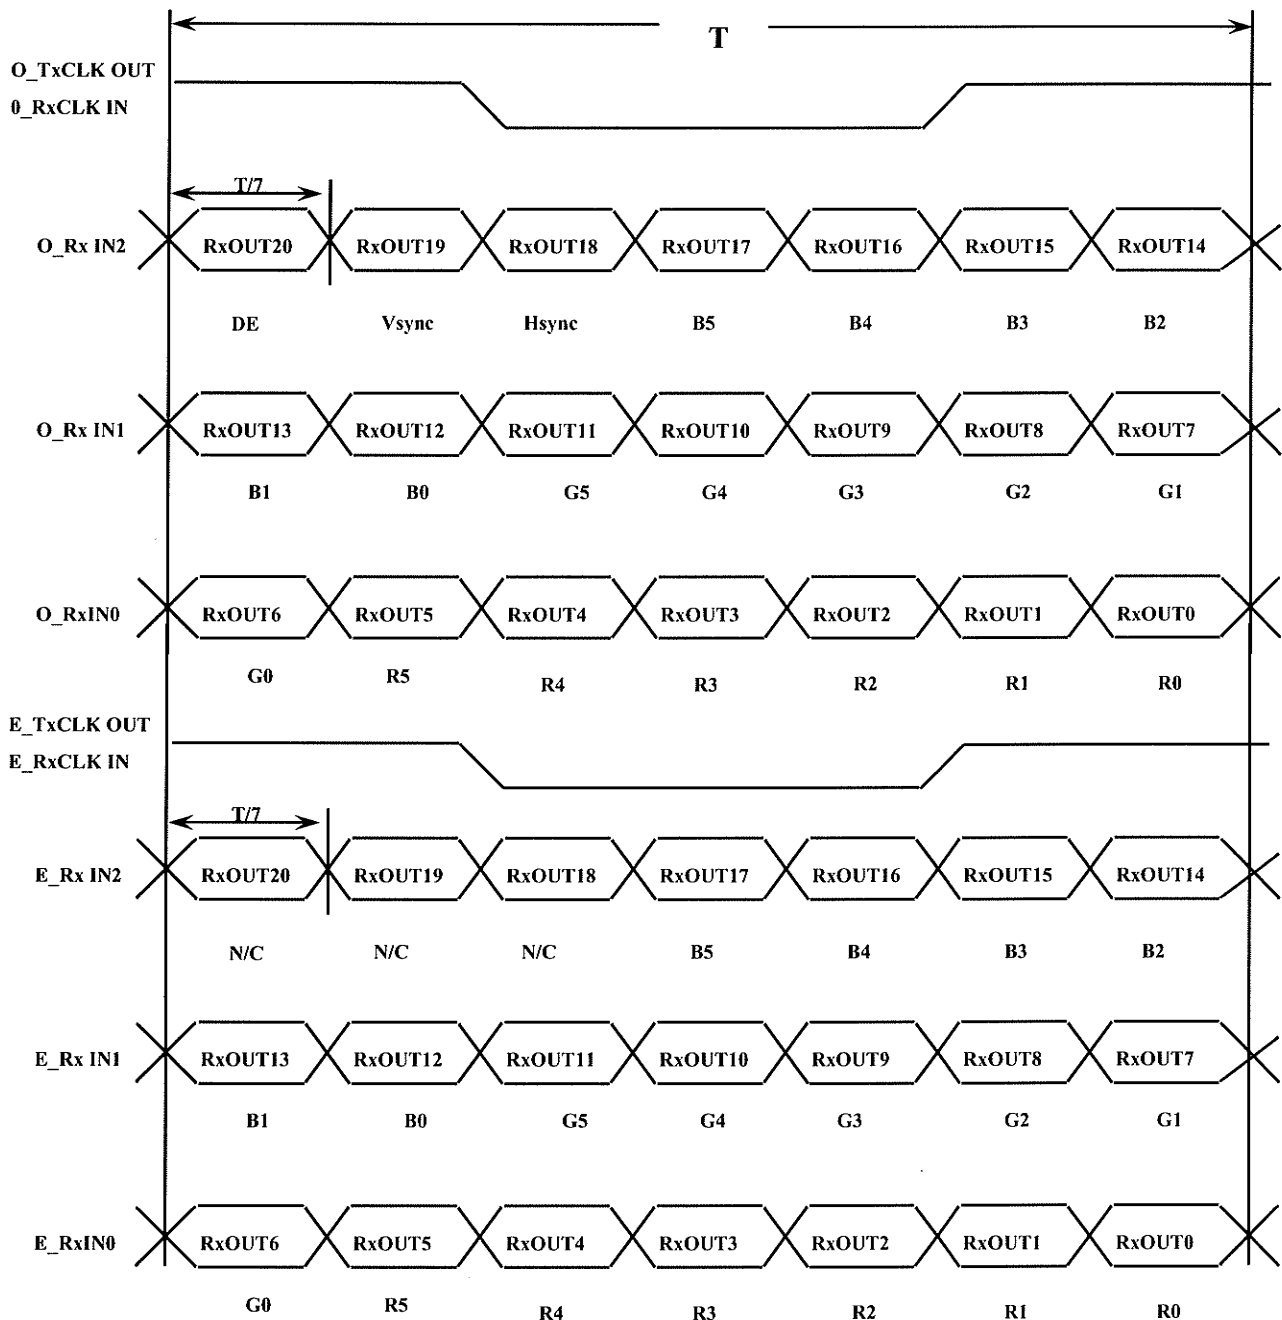 T
O_TxCLK OUT
0_RxCLK IN
T/7
O_Rx IN2 RxOUT20 RxOUT19 RxOUT18 RxOUT17 RxOUT16 RxOUT15 RxOUT14
DE Vsync Hsync B5 B4 B3 B2
O_Rx IN1 RxOUT13 RxOUT12 RxOUT11 RxOUT10 RxOUT9 RxOUT8 RxOUT7
B1 B0 G5 G4 G3 G2 G1
O_RxIN0 RxOUT6 RxOUT5 RxOUT4 RxOUT3 RxOUT2 RxOUT1 RxOUT0
G0 R5 R4 R3 R2 R1 R0
E_TxCLK OUT
E_RxCLK IN
T/7
E_Rx IN2 RxOUT20 RxOUT19 RxOUT18 RxOUT17 RxOUT16 RxOUT15 RxOUT14
N/C N/C N/C B5 B4 B3 B2
E_Rx IN1 RxOUT13 RxOUT12 RxOUT11 RxOUT10 RxOUT9 RxOUT8 RxOUT7
B1 B0 G5 G4 G3 G2 G1
E_RxIN0 RxOUT6 RxOUT5 RxOUT4 RxOUT3 RxOUT2 RxOUT1 RxOUT0
G0 R5 R4 R3 R2 R1 R0